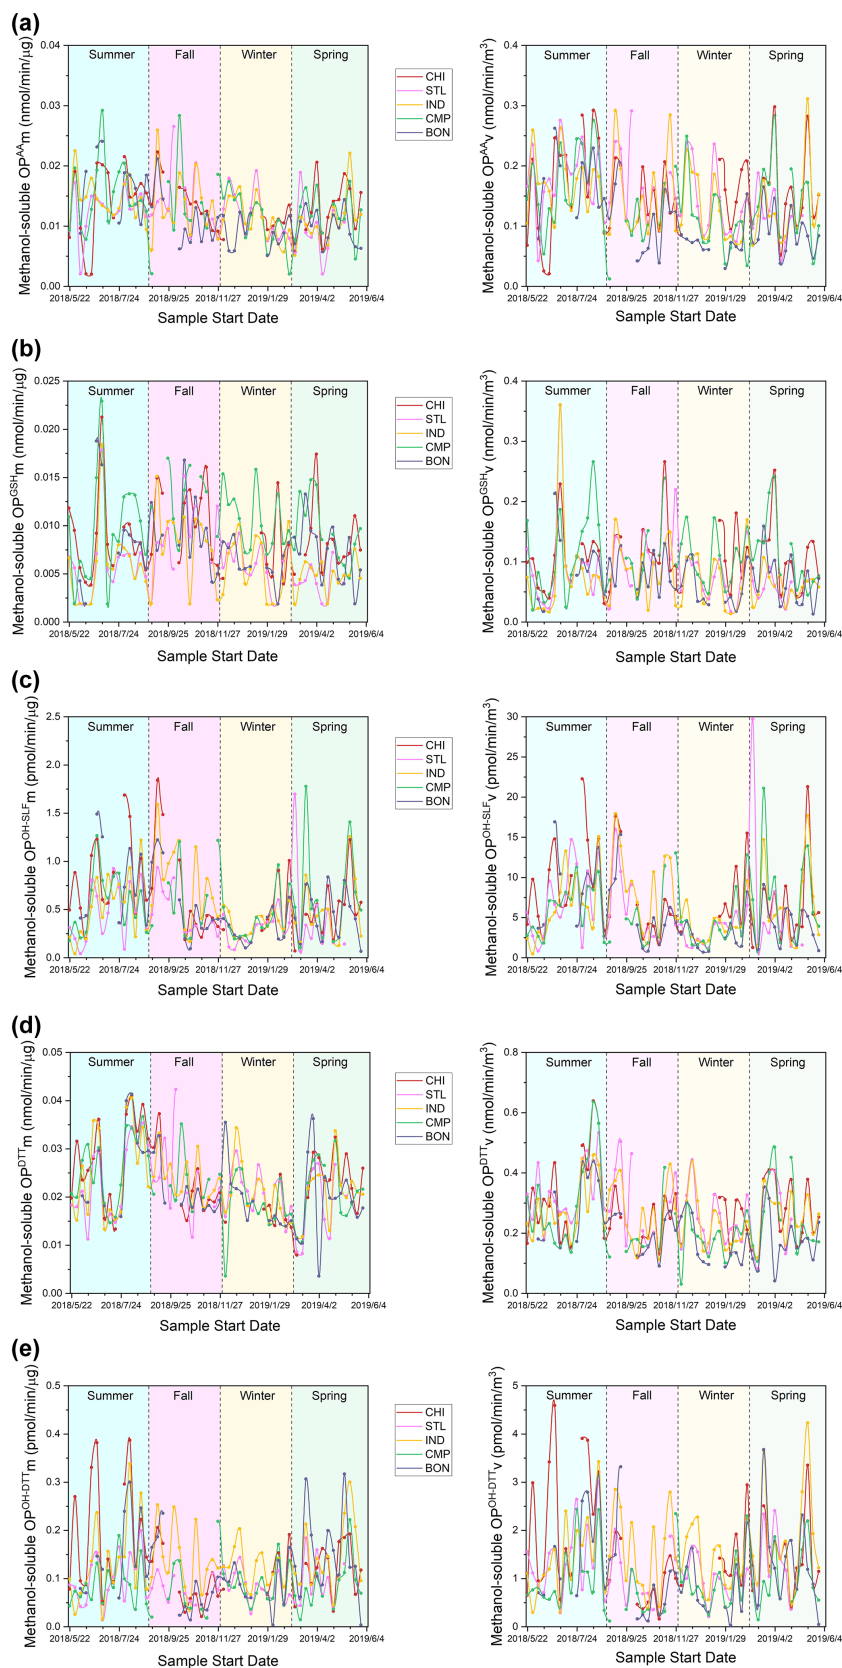 (a)
Methanol-soluble OP^AAm (nmol/min/μg)
0.04
0.03
0.02
0.01
0.00
Summer Fall Winter Spring
2018/5/22 2018/7/24 2018/9/25 2018/11/27 2019/1/29 2019/4/2 2019/6/4
Sample Start Date
CHI
STL
IND
CMP
BON
Methanol-soluble OP^AAv (nmol/min/m³)
0.4
0.3
0.2
0.1
0.0
Summer Fall Winter Spring
2018/5/22 2018/7/24 2018/9/25 2018/11/27 2019/1/29 2019/4/2 2019/6/4
Sample Start Date
(b)
Methanol-soluble OP^GSHm (nmol/min/μg)
0.025
0.020
0.015
0.010
0.005
0.000
Summer Fall Winter Spring
2018/5/22 2018/7/24 2018/9/25 2018/11/27 2019/1/29 2019/4/2 2019/6/4
Sample Start Date
CHI
STL
IND
CMP
BON
Methanol-soluble OP^GSHv (nmol/min/m³)
0.4
0.3
0.2
0.1
0.0
Summer Fall Winter Spring
2018/5/22 2018/7/24 2018/9/25 2018/11/27 2019/1/29 2019/4/2 2019/6/4
Sample Start Date
(c)
Methanol-soluble OP^OH-SLFm (pmol/min/μg)
2.5
2.0
1.5
1.0
0.5
0.0
Summer Fall Winter Spring
2018/5/22 2018/7/24 2018/9/25 2018/11/27 2019/1/29 2019/4/2 2019/6/4
Sample Start Date
CHI
STL
IND
CMP
BON
Methanol-soluble OP^OH-SLFv (pmol/min/m³)
30
25
20
15
10
5
0
Summer Fall Winter Spring
2018/5/22 2018/7/24 2018/9/25 2018/11/27 2019/1/29 2019/4/2 2019/6/4
Sample Start Date
(d)
Methanol-soluble OP^DTTm (nmol/min/μg)
0.05
0.04
0.03
0.02
0.01
0.00
Summer Fall Winter Spring
2018/5/22 2018/7/24 2018/9/25 2018/11/27 2019/1/29 2019/4/2 2019/6/4
Sample Start Date
CHI
STL
IND
CMP
BON
Methanol-soluble OP^DTTv (nmol/min/m³)
0.8
0.6
0.4
0.2
0.0
Summer Fall Winter Spring
2018/5/22 2018/7/24 2018/9/25 2018/11/27 2019/1/29 2019/4/2 2019/6/4
Sample Start Date
(e)
Methanol-soluble OP^OH-DTTm (pmol/min/μg)
0.5
0.4
0.3
0.2
0.1
0.0
Summer Fall Winter Spring
2018/5/22 2018/7/24 2018/9/25 2018/11/27 2019/1/29 2019/4/2 2019/6/4
Sample Start Date
CHI
STL
IND
CMP
BON
Methanol-soluble OP^OH-DTTv (pmol/min/m³)
5
4
3
2
1
0
Summer Fall Winter Spring
2018/5/22 2018/7/24 2018/9/25 2018/11/27 2019/1/29 2019/4/2 2019/6/4
Sample Start Date